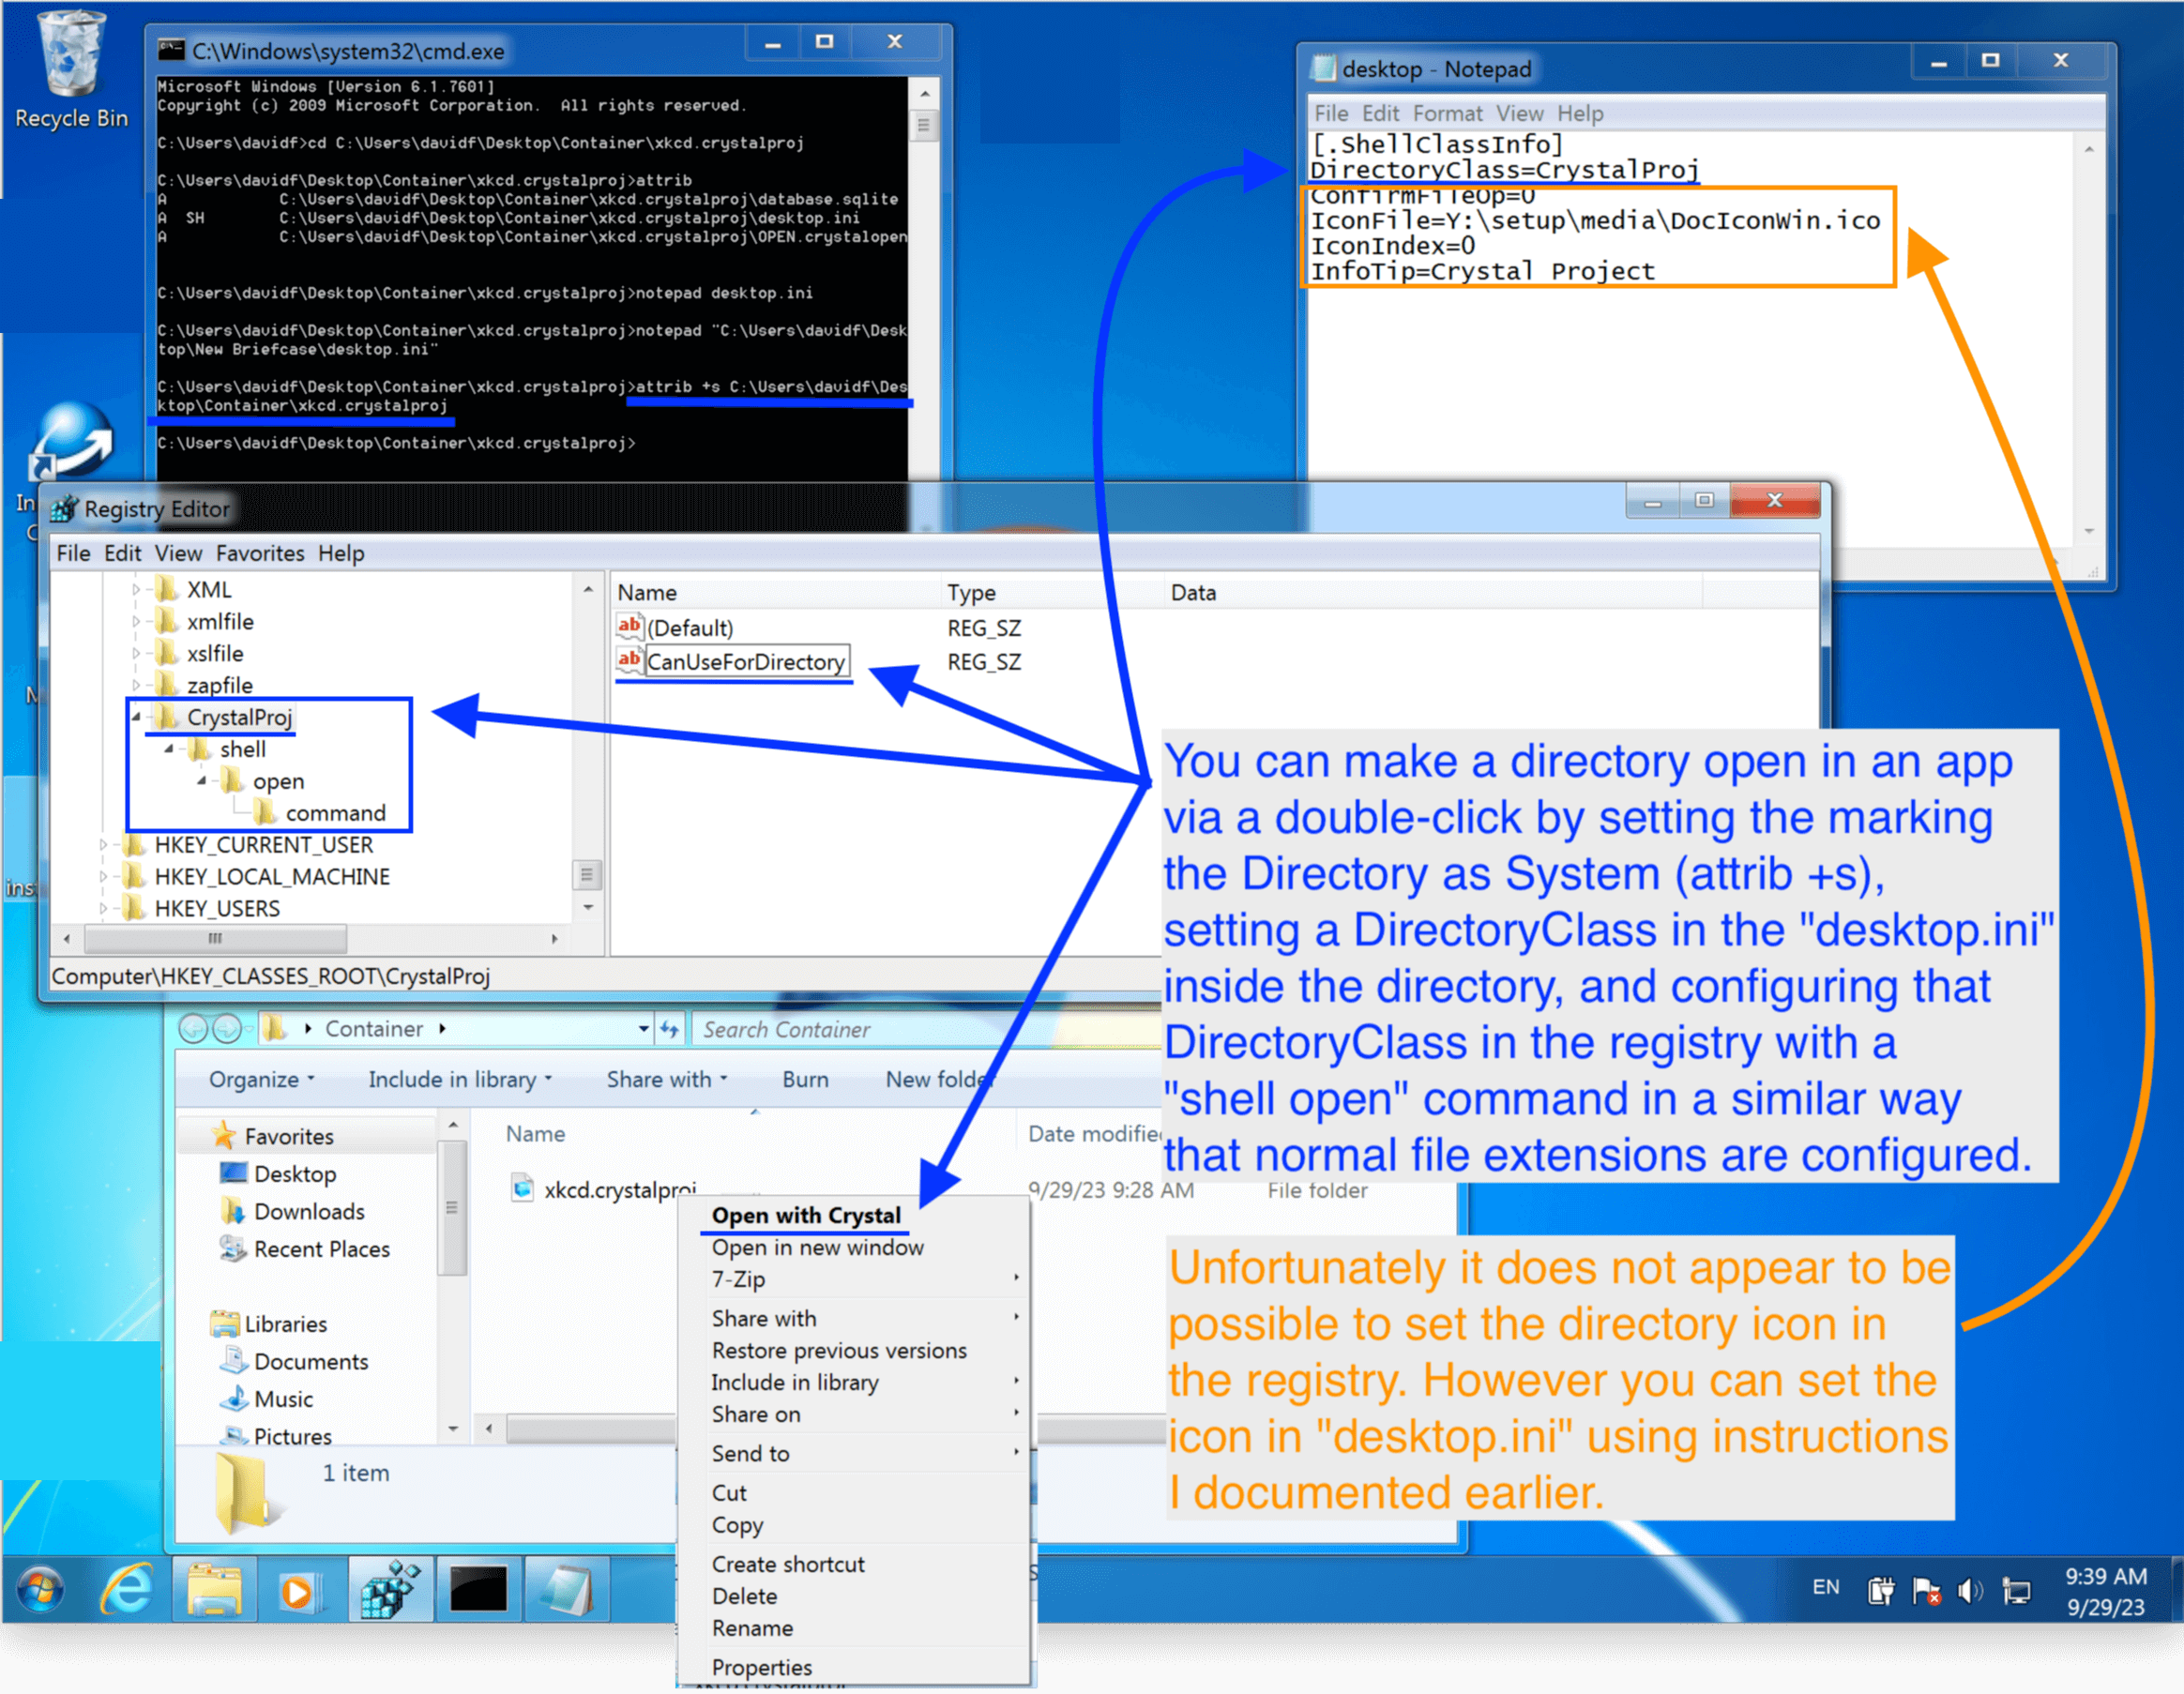 Recycle Bin
C:\Windows\system32\cmd.exe
Microsoft Windows [Version 6.1.7601]
Copyright (c) 2009 Microsoft Corporation.  All rights reserved.
C:\Users\davidf>cd C:\Users\davidf\Desktop\Container\xkcd.crystalproj
C:\Users\davidf\Desktop\Container\xkcd.crystalproj>attrib
A            C:\Users\davidf\Desktop\Container\xkcd.crystalproj\database.sqlite
A  SH        C:\Users\davidf\Desktop\Container\xkcd.crystalproj\desktop.ini
A            C:\Users\davidf\Desktop\Container\xkcd.crystalproj\OPEN.crystalopen
C:\Users\davidf\Desktop\Container\xkcd.crystalproj>notepad desktop.ini
C:\Users\davidf\Desktop\Container\xkcd.crystalproj>notepad "C:\Users\davidf\Desk
top\New Briefcase\desktop.ini"
C:\Users\davidf\Desktop\Container\xkcd.crystalproj>attrib +s C:\Users\davidf\Des
ktop\Container\xkcd.crystalproj
C:\Users\davidf\Desktop\Container\xkcd.crystalproj>
desktop - Notepad
File Edit Format View Help
[.ShellClassInfo]
DirectoryClass=CrystalProj
ConfirmFileOp=0
IconFile=Y:\setup\media\DocIconWin.ico
IconIndex=0
InfoTip=Crystal Project
Registry Editor
File Edit View Favorites Help
XML
xmlfile
xslfile
zapfile
CrystalProj
shell
open
command
HKEY_CURRENT_USER
HKEY_LOCAL_MACHINE
HKEY_USERS
Name Type Data
(Default) REG_SZ
CanUseForDirectory REG_SZ
Computer\HKEY_CLASSES_ROOT\CrystalProj
You can make a directory open in an app
via a double-click by setting the marking
the Directory as System (attrib +s),
setting a DirectoryClass in the "desktop.ini"
inside the directory, and configuring that
DirectoryClass in the registry with a
"shell open" command in a similar way
that normal file extensions are configured.
Unfortunately it does not appear to be
possible to set the directory icon in
the registry. However you can set the
icon in "desktop.ini" using instructions
I documented earlier.
Container
Search Container
Organize Include in library Share with Burn New folder
Favorites
Desktop
Downloads
Recent Places
Libraries
Documents
Music
Pictures
Name Date modified
xkcd.crystalproj 9/29/23 9:28 AM File folder
1 item
Open with Crystal
Open in new window
7-Zip
Share with
Restore previous versions
Include in library
Share on
Send to
Cut
Copy
Create shortcut
Delete
Rename
Properties
EN
9:39 AM
9/29/23